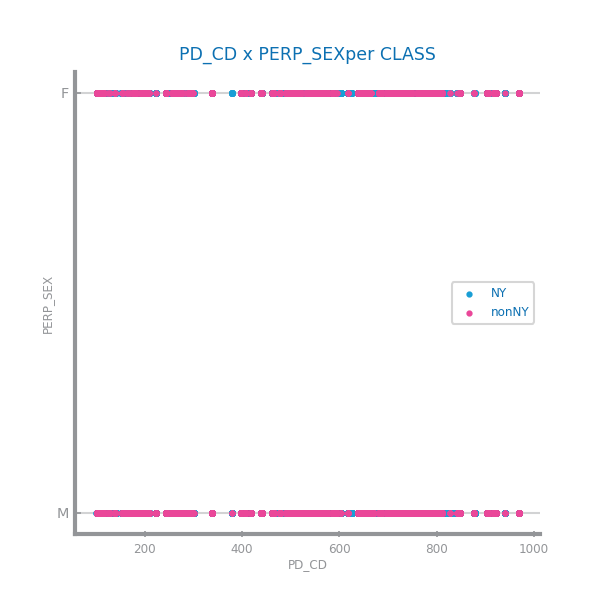 PD_CD x PERP_SEXper CLASS
F
PERP_SEX
NY
nonNY
M
200 400 600 800 1000
PD_CD